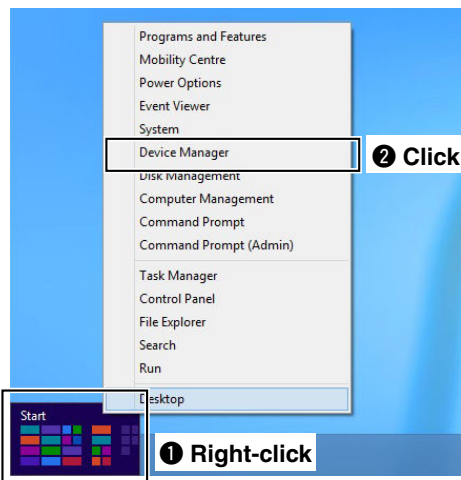 Programs and Features
Mobility Centre
Power Options
Event Viewer
System
Device Manager
❷ Click
Disk Management
Computer Management
Command Prompt
Command Prompt (Admin)
Task Manager
Control Panel
File Explorer
Search
Run
Desktop
Start
❶ Right-click